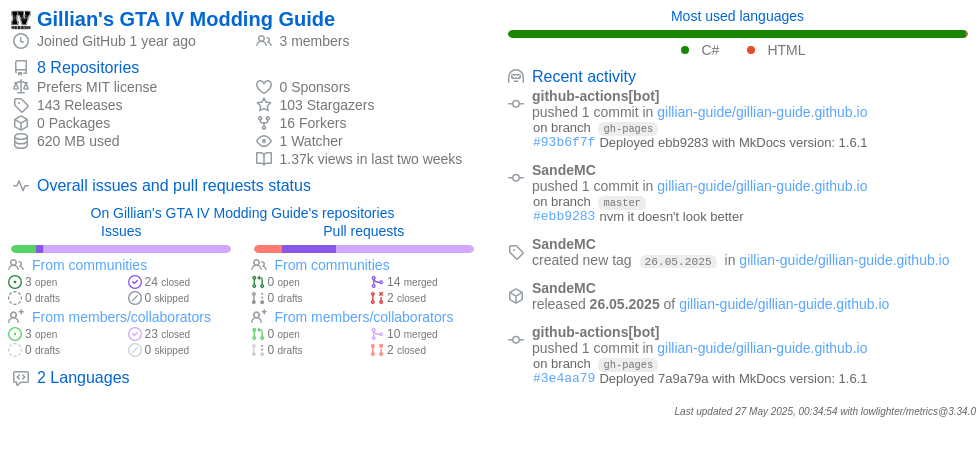 Gillian's GTA IV Modding Guide
Joined GitHub 1 year ago
3 members
8 Repositories
Prefers MIT license
143 Releases
0 Packages
620 MB used
0 Sponsors
103 Stargazers
16 Forkers
1 Watcher
1.37k views in last two weeks
Overall issues and pull requests status
On Gillian's GTA IV Modding Guide's repositories
Issues
From communities
3 open
24 closed
0 drafts
0 skipped
From members/collaborators
3 open
23 closed
0 drafts
0 skipped
Pull requests
From communities
0 open
14 merged
0 drafts
2 closed
From members/collaborators
0 open
10 merged
0 drafts
2 closed
2 Languages
Most used languages
C# HTML
Recent activity
github-actions[bot]
pushed 1 commit in gillian-guide/gillian-guide.github.io
on branch gh-pages
#93b6f7f Deployed ebb9283 with MkDocs version: 1.6.1
SandeMC
pushed 1 commit in gillian-guide/gillian-guide.github.io
on branch master
#ebb9283 nvm it doesn't look better
SandeMC
created new tag 26.05.2025 in gillian-guide/gillian-guide.github.io
SandeMC
released 26.05.2025 of gillian-guide/gillian-guide.github.io
github-actions[bot]
pushed 1 commit in gillian-guide/gillian-guide.github.io
on branch gh-pages
#3e4aa79 Deployed 7a9a79a with MkDocs version: 1.6.1
Last updated 27 May 2025, 00:34:54 with lowlighter/metrics@3.34.0